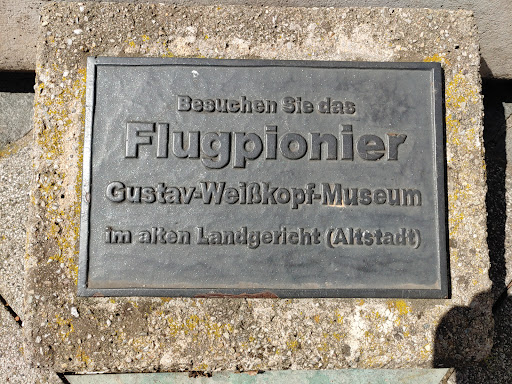 Besuchen Sie das
Flugpionier
Gustav-Weißkopf-Museum
im alten Landgericht (Altstadt)